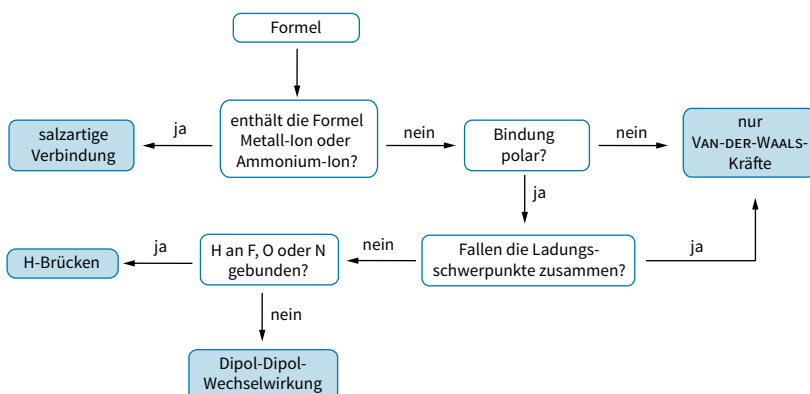 Formel
salzartige
Verbindung
ja
enthält die Formel
Metall-Ion oder
Ammonium-Ion?
nein
Bindung
polar?
nein
nur
VAN-DER-WAALS-
Kräfte
ja
H-Brücken
ja
H an F, O oder N
gebunden?
nein
Fallen die Ladungs-
schwerpunkte zusammen?
ja
nein
Dipol-Dipol-
Wechselwirkung